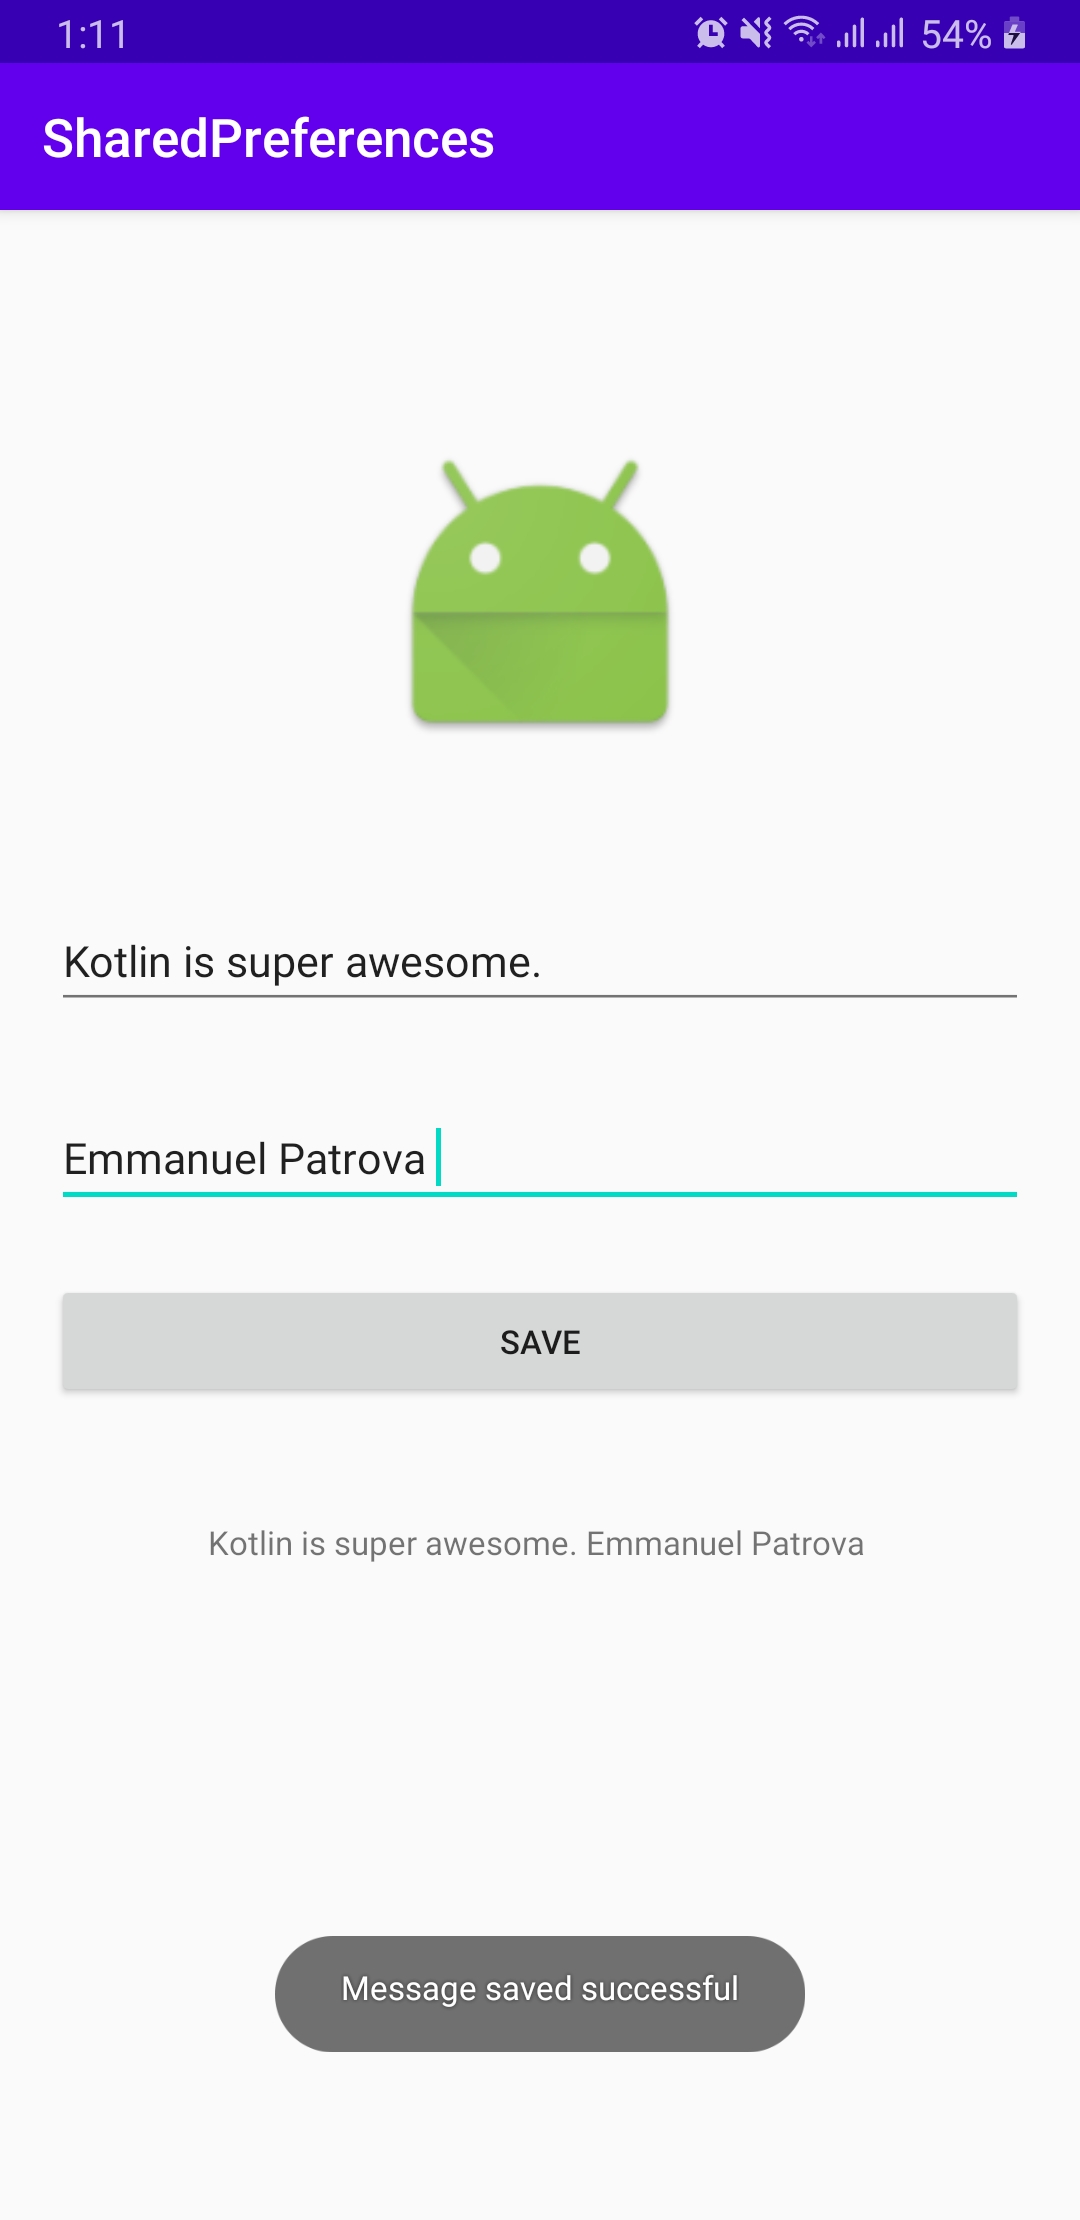 1:11 54%
SharedPreferences
Kotlin is super awesome.
Emmanuel Patrova
SAVE
Kotlin is super awesome. Emmanuel Patrova
Message saved successful